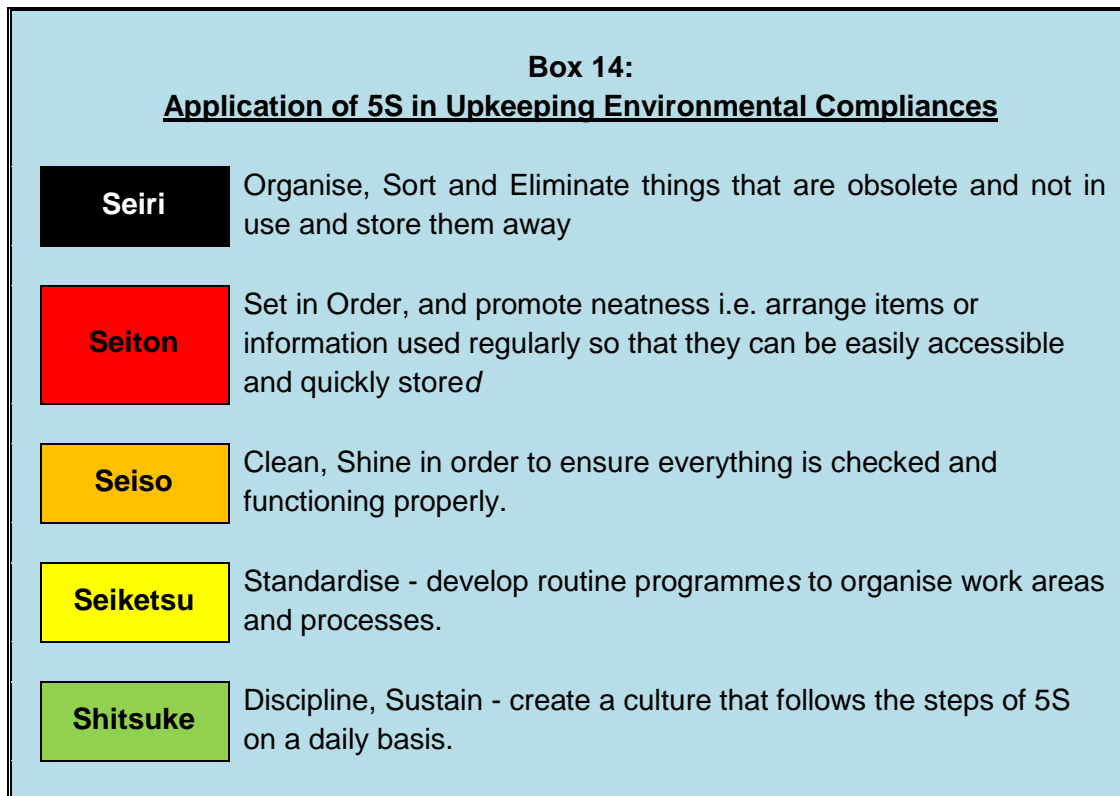 Box 14:
Application of 5S in Upkeeping Environmental Compliances
Seiri
Organise, Sort and Eliminate things that are obsolete and not in
use and store them away
Seiton
Set in Order, and promote neatness i.e. arrange items or
information used regularly so that they can be easily accessible
and quickly stored
Seiso
Clean, Shine in order to ensure everything is checked and
functioning properly.
Seiketsu
Standardise - develop routine programmes to organise work areas
and processes.
Shitsuke
Discipline, Sustain - create a culture that follows the steps of 5S
on a daily basis.